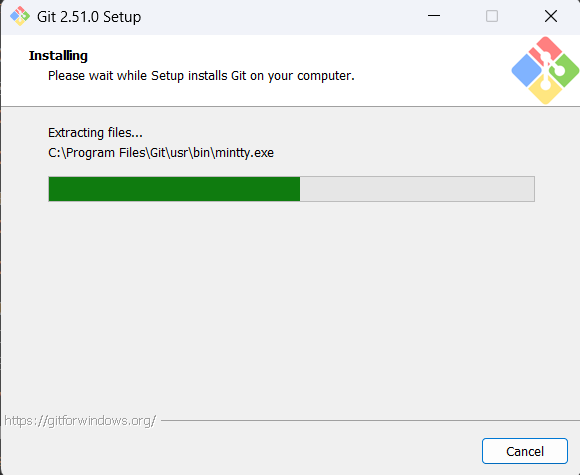 Git 2.51.0 Setup
Installing
Please wait while Setup installs Git on your computer.
Extracting files...
C:\Program Files\Git\usr\bin\mintty.exe
https://gitforwindows.org/
Cancel